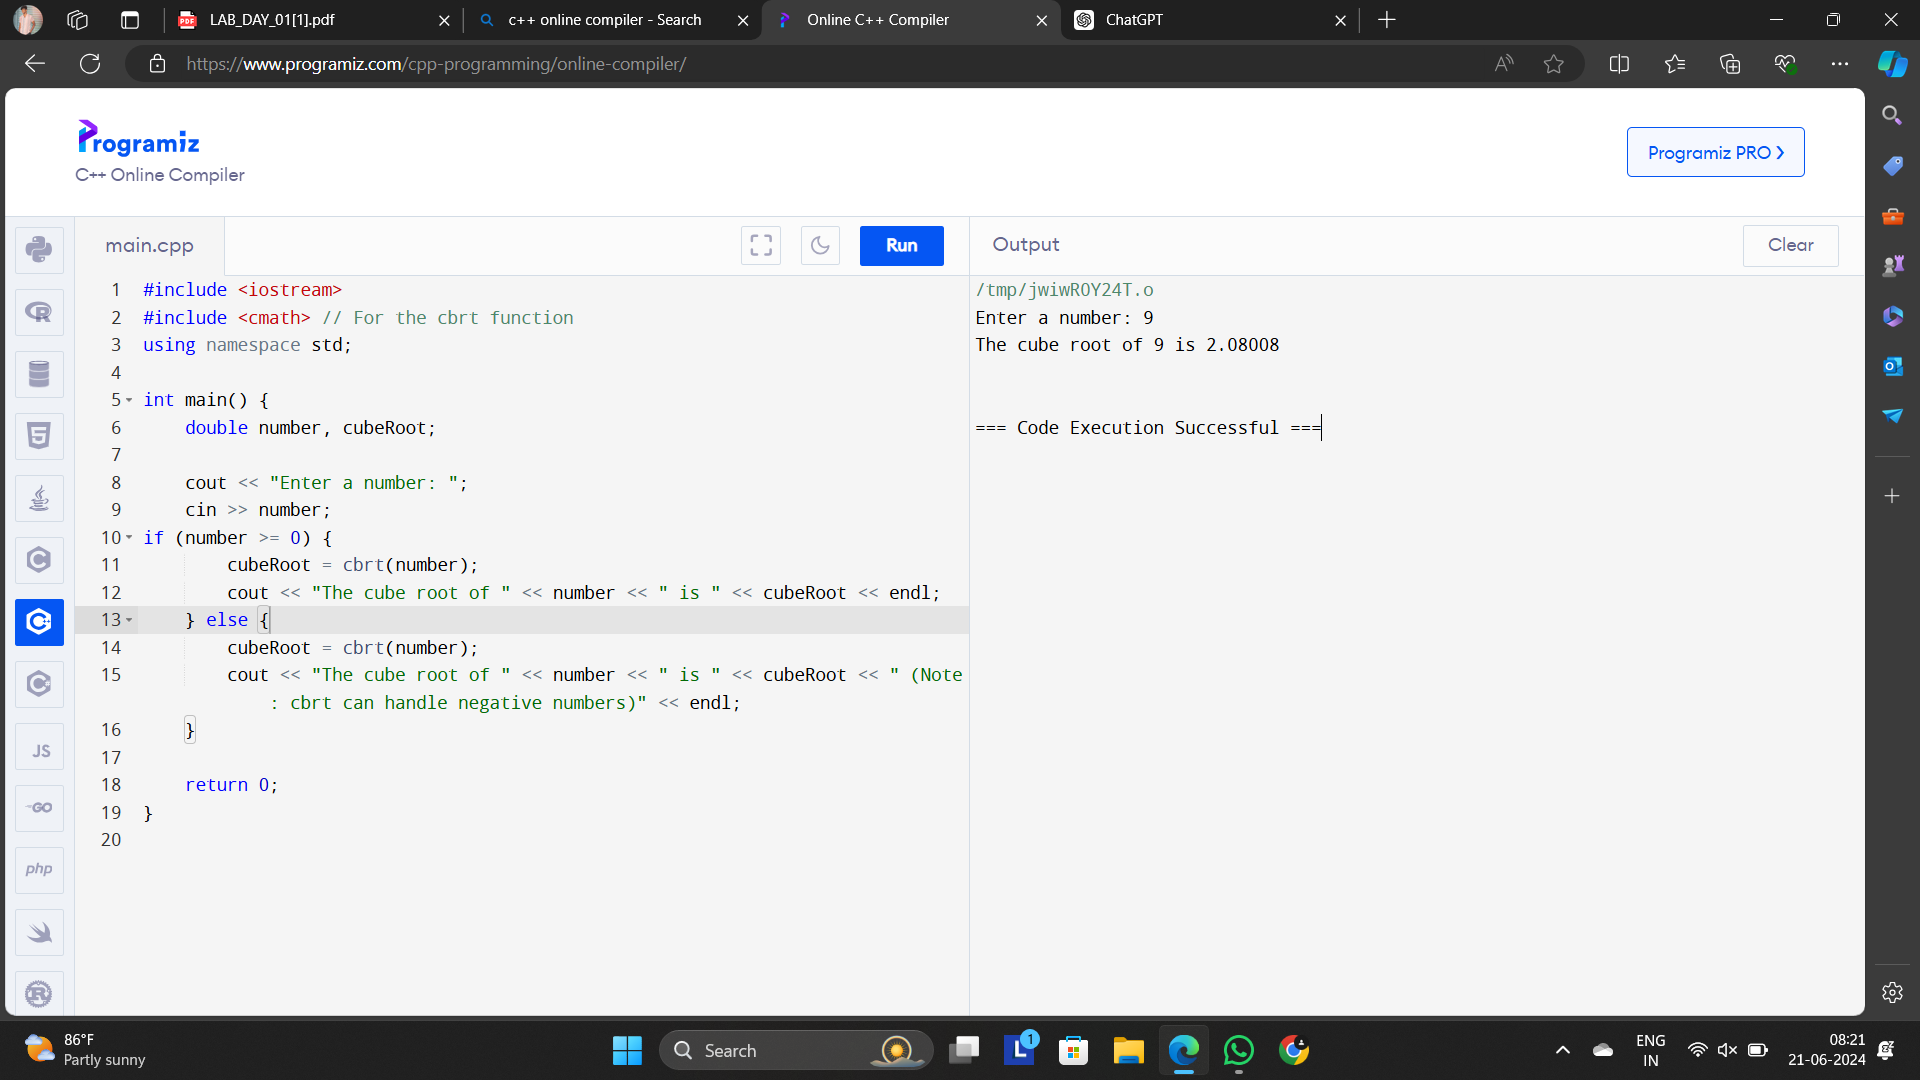 LAB_DAY_01[1].pdf
c++ online compiler - Search
Online C++ Compiler
ChatGPT
https://www.programiz.com/cpp-programming/online-compiler/
Programiz
C++ Online Compiler
Programiz PRO
main.cpp
Run
Output
Clear
1 #include <iostream>
2 #include <cmath> // For the cbrt function
3 using namespace std;
4
5 int main() {
6 double number, cubeRoot;
7
8 cout << "Enter a number: ";
9 cin >> number;
10 if (number >= 0) {
11 cubeRoot = cbrt(number);
12 cout << "The cube root of " << number << " is " << cubeRoot << endl;
13 } else {
14 cubeRoot = cbrt(number);
15 cout << "The cube root of " << number << " is " << cubeRoot << " (Note
: cbrt can handle negative numbers)" << endl;
16 }
17
18 return 0;
19 }
20
/tmp/jwiwROY24T.o
Enter a number: 9
The cube root of 9 is 2.08008
=== Code Execution Successful ===
JS
GO
php
86°F
Partly sunny
Search
1
ENG
IN
08:21
21-06-2024